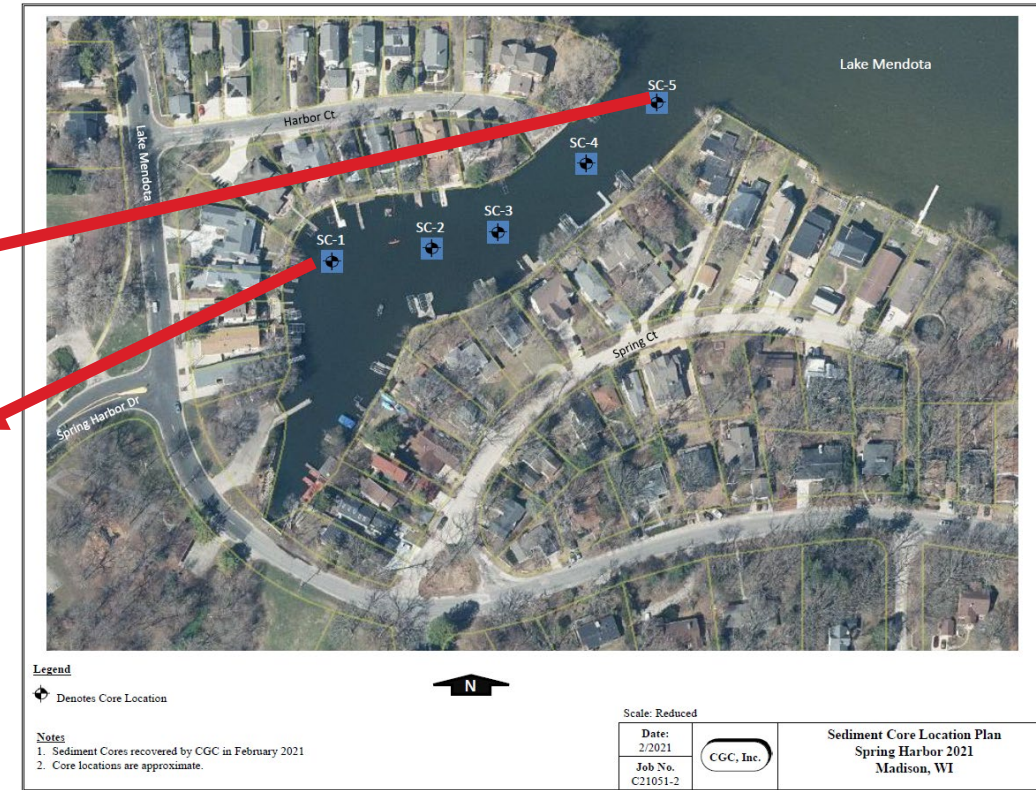 Lake Mendota
SC-5
Harbor Ct
Lake Mendota
SC-4
SC-3
SC-2
SC-1
Spring Ct
Spring Harbor Dr
Legend
Denotes Core Location
N
Notes
1. Sediment Cores recovered by CGC in February 2021
2. Core locations are approximate.
Scale: Reduced
Date:
2/2021
Job No.
C21051-2
CGC, Inc.
Sediment Core Location Plan
Spring Harbor 2021
Madison, WI